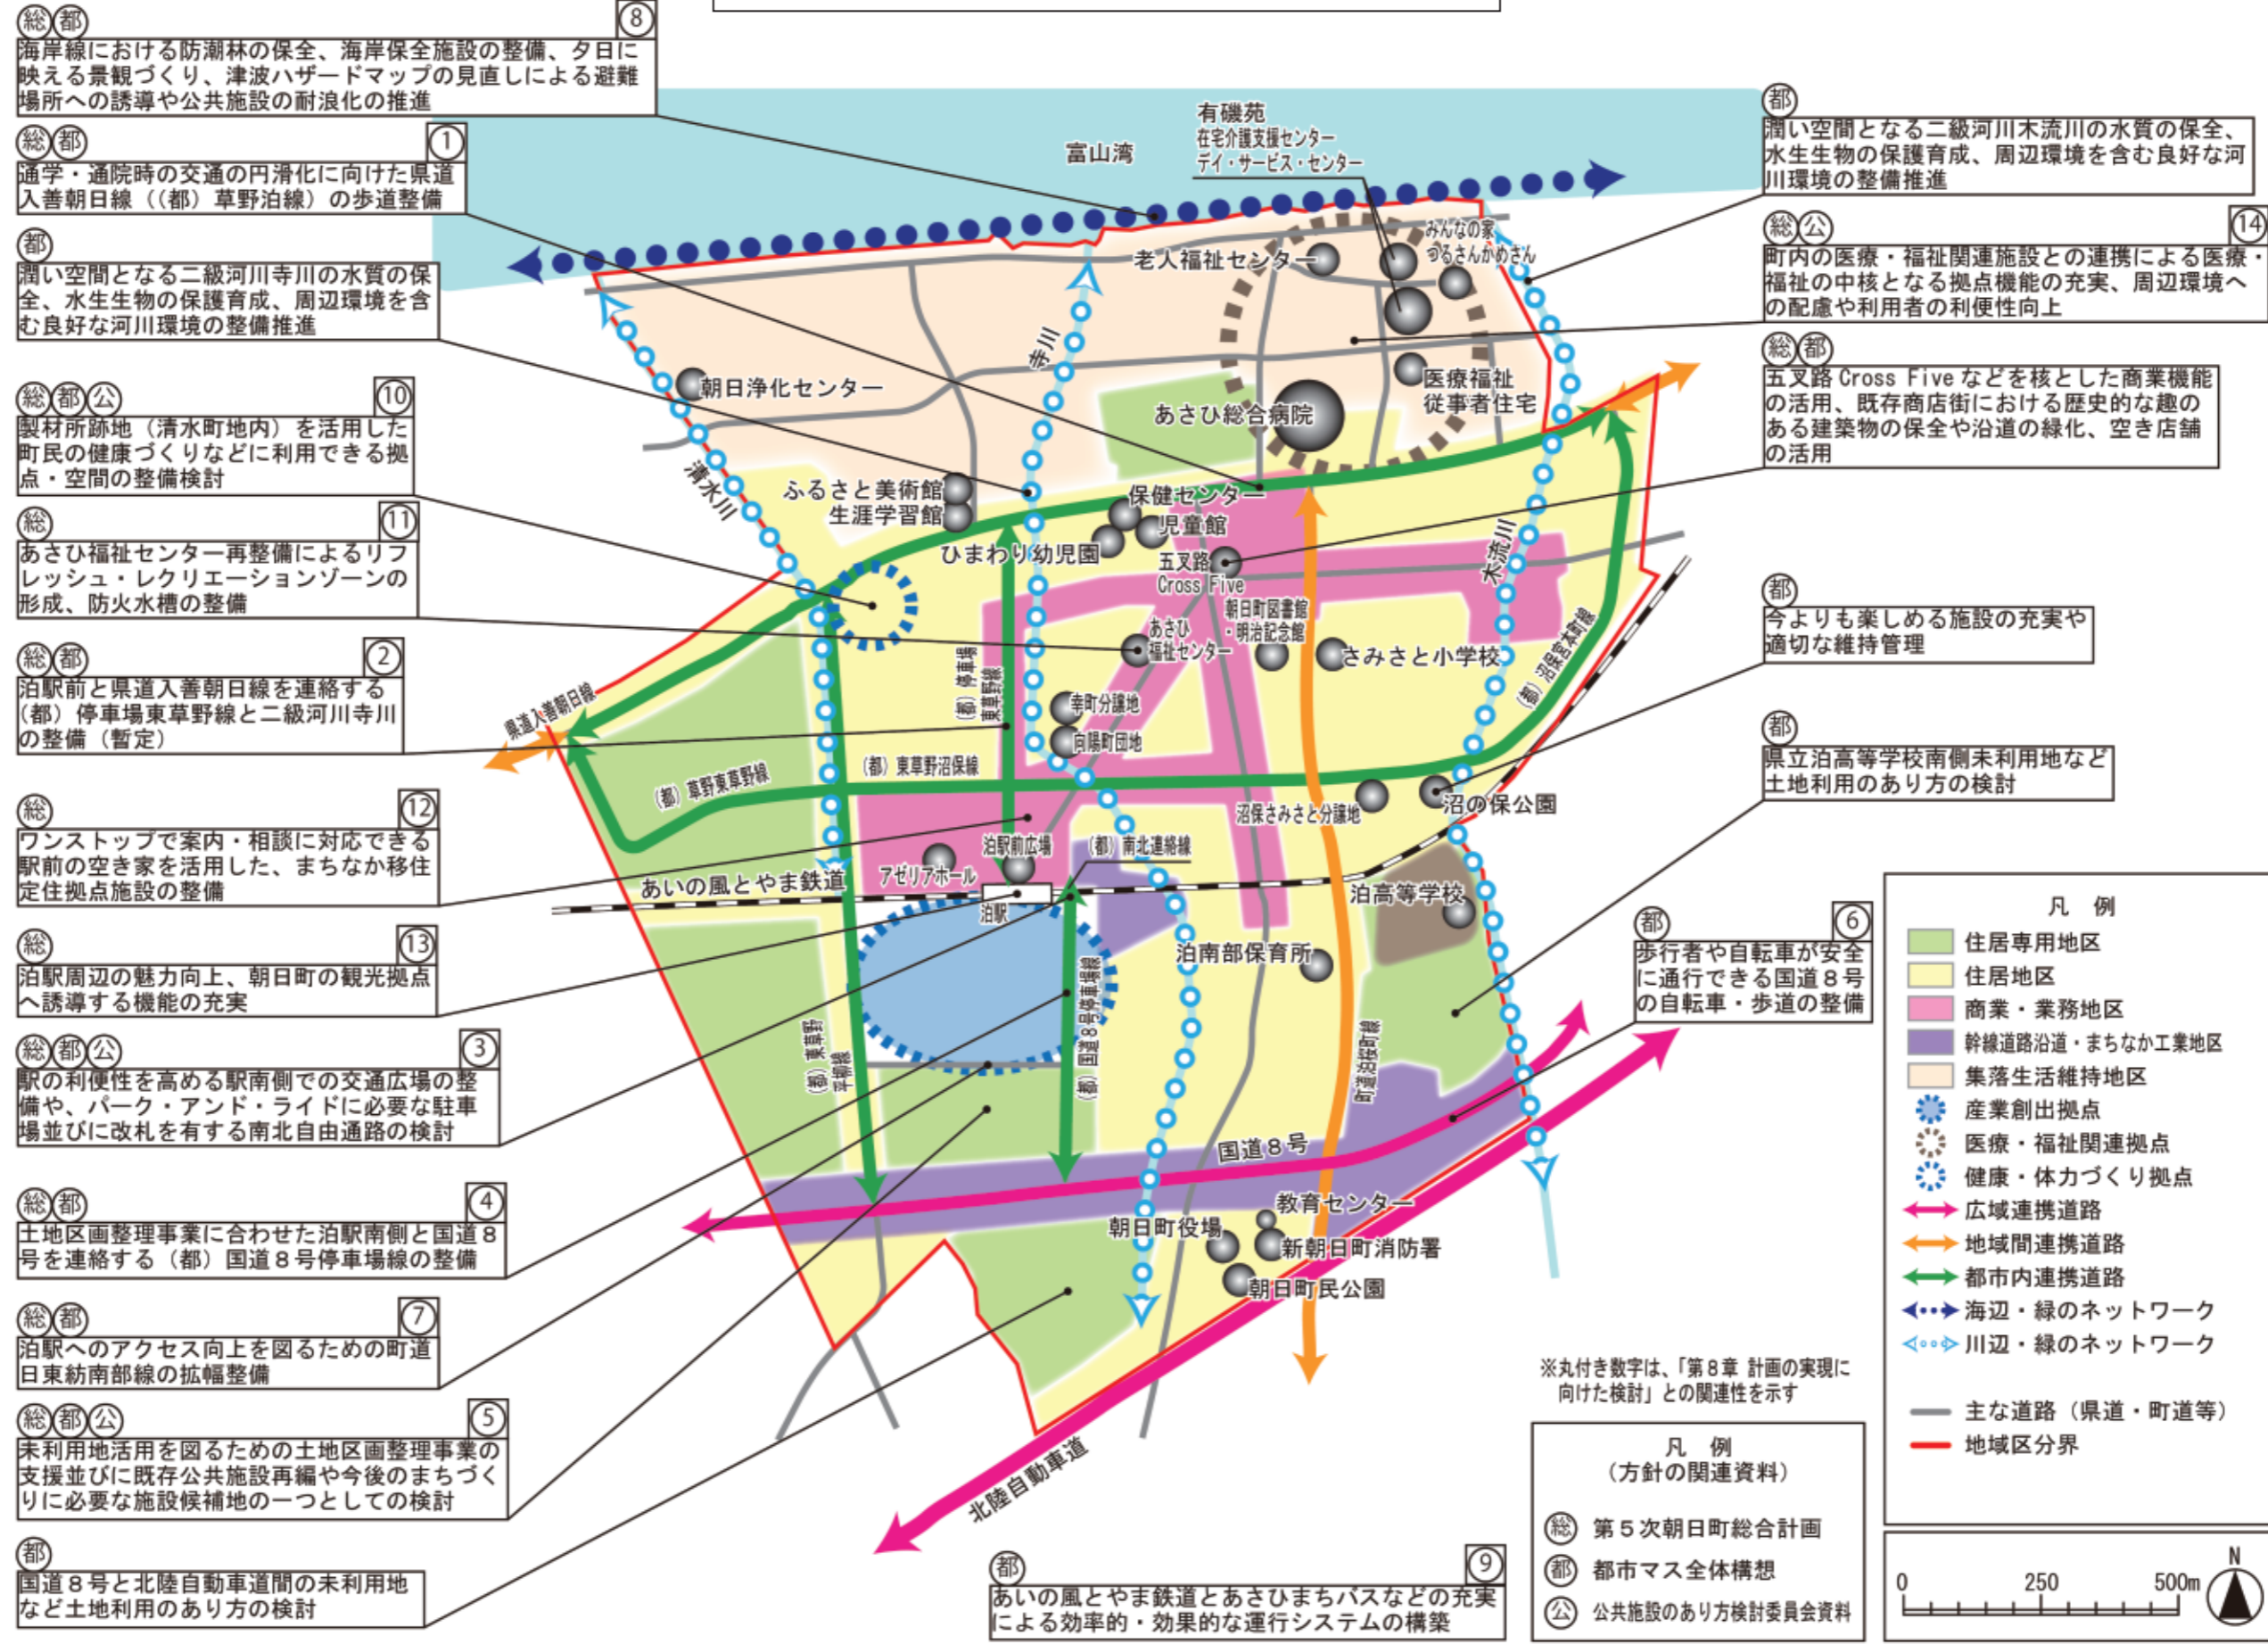 総都 ⑧
海岸線における防潮林の保全、海岸保全施設の整備、夕日に
映える景観づくり、津波ハザードマップの見直しによる避難
場所への誘導や公共施設の耐浪化の推進
総都 ①
通学・通院時の交通の円滑化に向けた県道
入善朝日線（（都）草野泊線）の歩道整備
都
潤い空間となる二級河川寺川の水質の保
全、水生生物の保護育成、周辺環境を含
む良好な河川環境の整備推進
総都公 ⑩
製材所跡地（清水町地内）を活用した
町民の健康づくりなどに利用できる拠
点・空間の整備検討
総 ⑪
あさひ福祉センター再整備によるリフ
レッシュ・レクリエーションゾーンの
形成、防火水槽の整備
総都 ②
泊駅前と県道入善朝日線を連絡する
（都）停車場東草野線と二級河川寺川
の整備（暫定）
総 ⑫
ワンストップで案内・相談に対応できる
駅前の空き家を活用した、まちなか移住
定住拠点施設の整備
総 ⑬
泊駅周辺の魅力向上、朝日町の観光拠点
へ誘導する機能の充実
総都公 ③
駅の利便性を高める駅南側での交通広場の整
備や、パーク・アンド・ライドに必要な駐車
場並びに改札を有する南北自由通路の検討
総都 ④
土地区画整理事業に合わせた泊駅南側と国道８
号を連絡する（都）国道８号停車場線の整備
総都 ⑦
泊駅へのアクセス向上を図るための町道
日東紡南部線の拡幅整備
総都公 ⑤
未利用地活用を図るための土地区画整理事業の
支援並びに既存公共施設再編や今後のまちづく
りに必要な施設候補地の一つとしての検討
都
国道８号と北陸自動車道間の未利用地
など土地利用のあり方の検討
富山湾
有磯苑
在宅介護支援センター
デイ・サービス・センター
みんなの家
つるさんかめさん
老人福祉センター
寺川
朝日浄化センター
医療福祉
従事者住宅
あさひ総合病院
清水川
ふるさと美術館
生涯学習館
保健センター
児童館
ひまわり幼児園
五叉路
Cross Five
木流川
朝日町図書館
・明治記念館
あさひ
福祉センター
さみさと小学校
（都）沼保宮本町線
（都）停車場
東草野線
幸町分譲地
向陽町団地
県道入善朝日線
（都）草野東草野線
（都）東草野沼保線
沼保さみさと分譲地
沼の保公園
泊駅前広場
（都）南北連絡線
アゼリアホール
あいの風とやま鉄道
泊駅
泊高等学校
泊南部保育所
（都）東草野
平柳線
（都）国道８号停車場線
町道泊桜町線
国道８号
教育センター
朝日町役場
新朝日町消防署
朝日町民公園
北陸自動車道
都
潤い空間となる二級河川木流川の水質の保全、
水生生物の保護育成、周辺環境を含む良好な河
川環境の整備推進
総公 ⑭
町内の医療・福祉関連施設との連携による医療・
福祉の中核となる拠点機能の充実、周辺環境へ
の配慮や利用者の利便性向上
総都
五叉路 Cross Five などを核とした商業機能
の活用、既存商店街における歴史的な趣の
ある建築物の保全や沿道の緑化、空き店舗
の活用
都
今よりも楽しめる施設の充実や
適切な維持管理
都
県立泊高等学校南側未利用地など
土地利用のあり方の検討
都 ⑥
歩行者や自転車が安全
に通行できる国道８号
の自転車・歩道の整備
都 ⑨
あいの風とやま鉄道とあさひまちバスなどの充実
による効率的・効果的な運行システムの構築
凡 例
住居専用地区
住居地区
商業・業務地区
幹線道路沿道・まちなか工業地区
集落生活維持地区
産業創出拠点
医療・福祉関連拠点
健康・体力づくり拠点
広域連携道路
地域間連携道路
都市内連携道路
海辺・緑のネットワーク
川辺・緑のネットワーク
主な道路（県道・町道等）
地域区分界
※丸付き数字は、「第８章 計画の実現に
向けた検討」との関連性を示す
凡 例
（方針の関連資料）
総 第５次朝日町総合計画
都 都市マス全体構想
公 公共施設のあり方検討委員会資料
0 250 500m
N